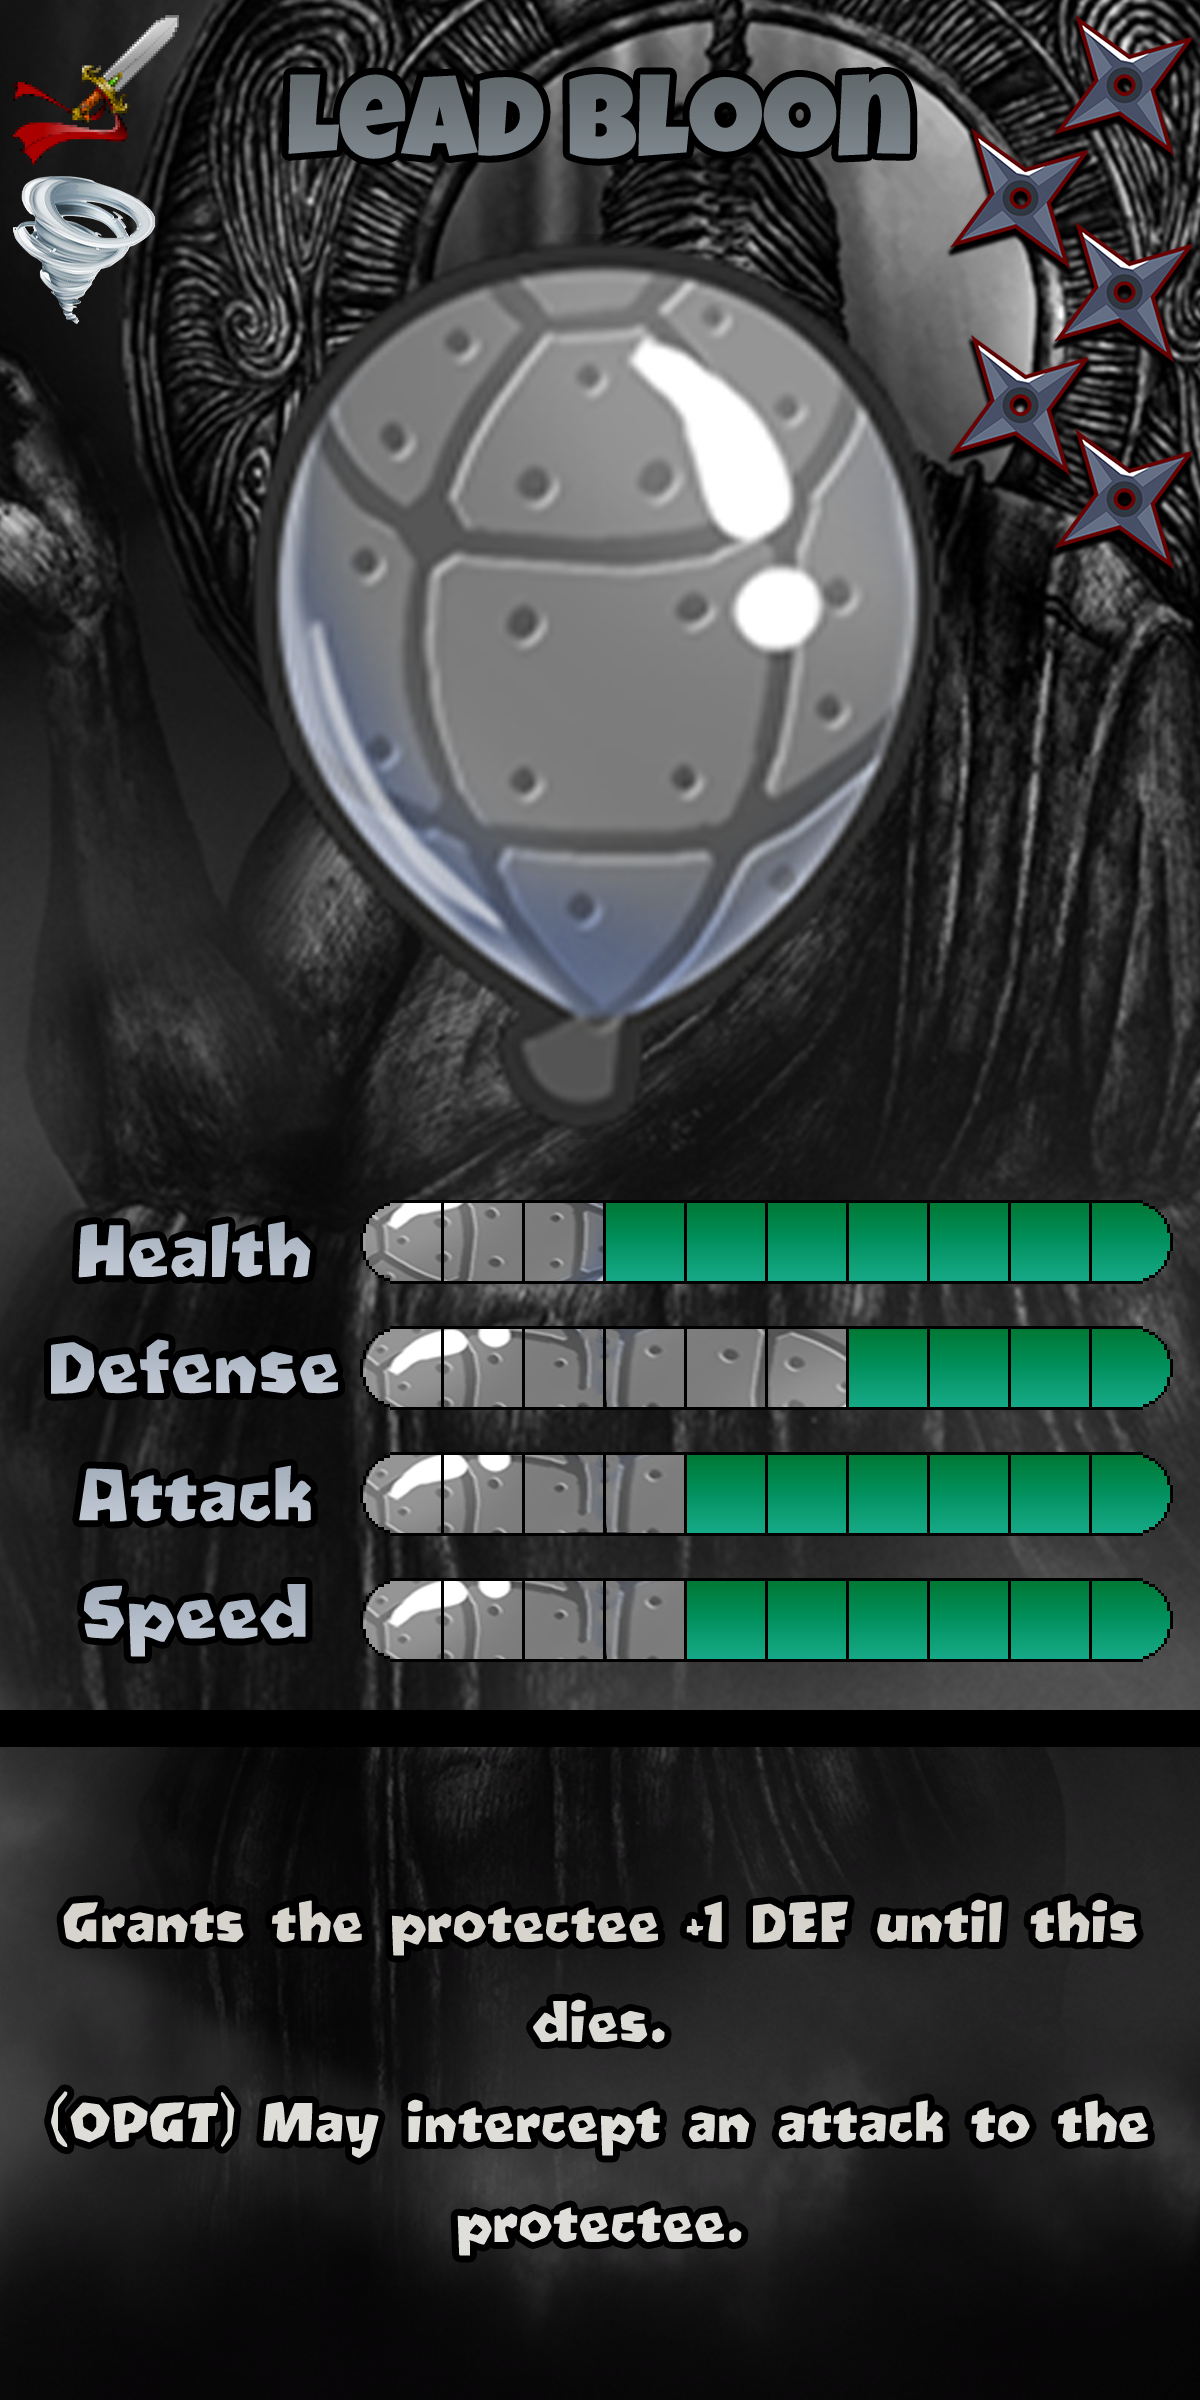 LeAD BLOOn
Health
Defense
Attack
Speed
Grants the protectee +1 DEF until this
dies.
(OPGT) May intercept an attack to the
protectee.